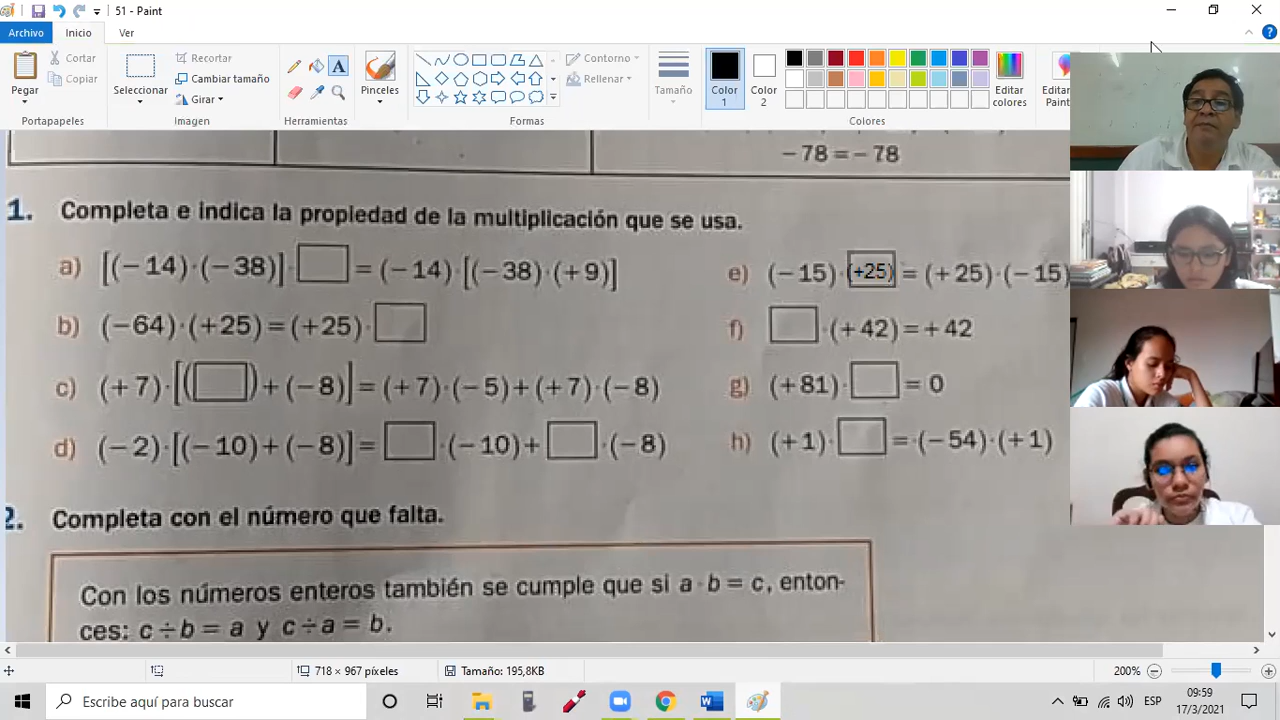 51 - Paint
Archivo Inicio Ver
Pegar
Cortar
Copiar
Portapapeles
Seleccionar
Recortar
Cambiar tamaño
Girar
Imagen
A
Herramientas
Pinceles
Contorno
Rellenar
Formas
Tamaño
Color 1
Color 2
Editar colores
Colores
Editar
Paint
-78 = -78
1. Completa e indica la propiedad de la multiplicación que se usa.
a) [(-14)·(-38)]·□ = (-14)·[(-38)·(+9)]
b) (-64)·(+25)=(+25)·□
c) (+7)·[(□)+(-8)]=(+7)·(-5)+(+7)·(-8)
d) (-2)·[(-10)+(-8)]=□·(-10)+□·(-8)
e) (-15)·(+25)=(+25)·(-15)
f) □·(+42)=+42
g) (+81)·□=0
h) (+1)·□=(-54)·(+1)
2. Completa con el número que falta.
Con los números enteros también se cumple que si a·b=c, enton-
ces: c÷b=a y c÷a=b.
718 × 967 píxeles
Tamaño: 195,8KB
200%
Escribe aquí para buscar
ESP
09:59
17/3/2021